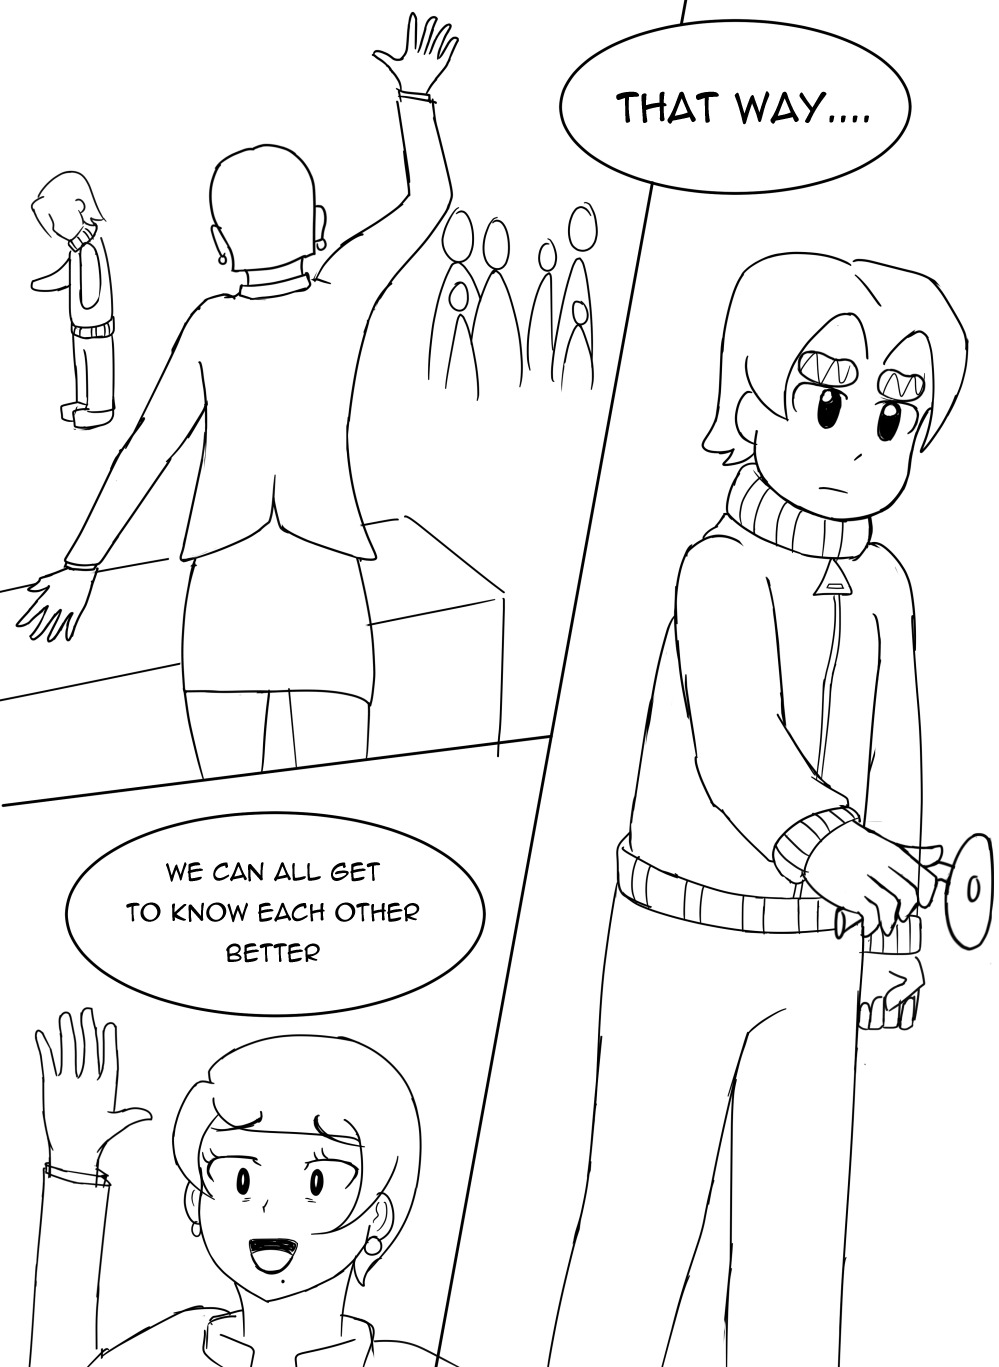 THAT WAY....
WE CAN ALL GET
TO KNOW EACH OTHER
BETTER